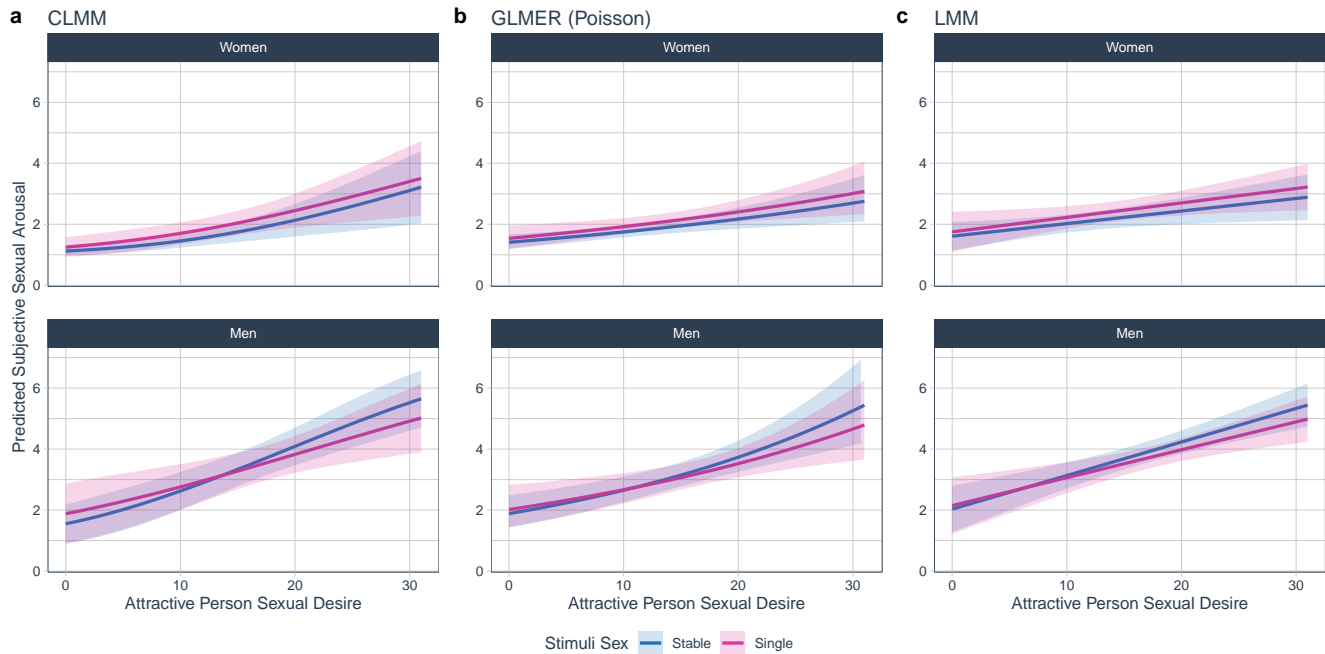 a CLMM
b GLMER (Poisson)
c LMM
Women
Women
Women
6
4
2
0
6
4
2
0
6
4
2
0
Predicted Subjective Sexual Arousal
Men
Men
Men
6
4
2
0
6
4
2
0
6
4
2
0
0 10 20 30
0 10 20 30
0 10 20 30
Attractive Person Sexual Desire
Attractive Person Sexual Desire
Attractive Person Sexual Desire
Stimuli Sex Stable Single